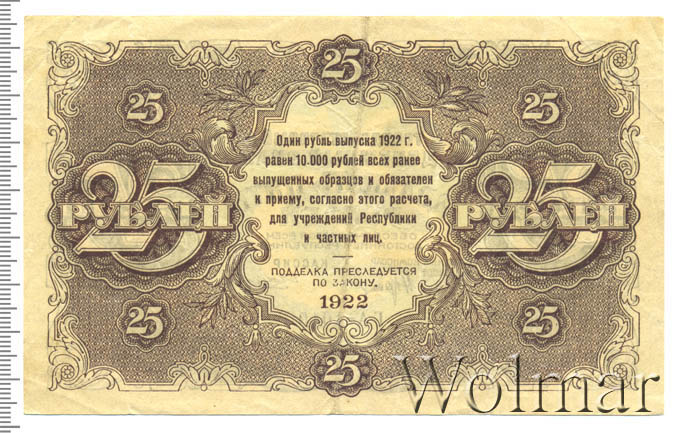 25
25 25
Один рубль выпуска 1922 г.
равен 10.000 рублей всех ранее
выпущенных образцов и обязателен
к приему, согласно этого расчета,
для учреждений Республики
и частных лиц.
25 РУБЛЕЙ 25 РУБЛЕЙ
ПОДДЕЛКА ПРЕСЛЕДУЕТСЯ
ПО ЗАКОНУ.
1922
25 25
25
Wolmar